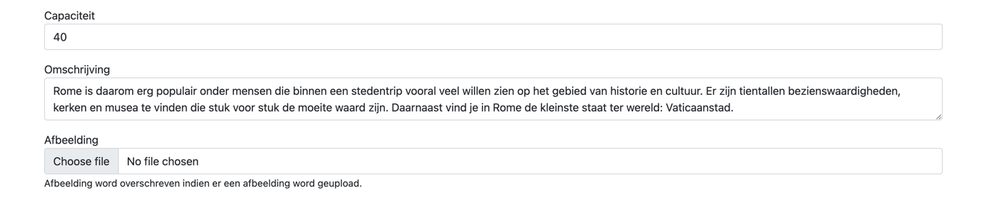 Capaciteit
40
Omschrijving
Rome is daarom erg populair onder mensen die binnen een stedentrip vooral veel willen zien op het gebied van historie en cultuur. Er zijn tientallen bezienswaardigheden,
kerken en musea te vinden die stuk voor stuk de moeite waard zijn. Daarnaast vind je in Rome de kleinste staat ter wereld: Vaticaanstad.
Afbeelding
Choose file No file chosen
Afbeelding word overschreven indien er een afbeelding word geupload.